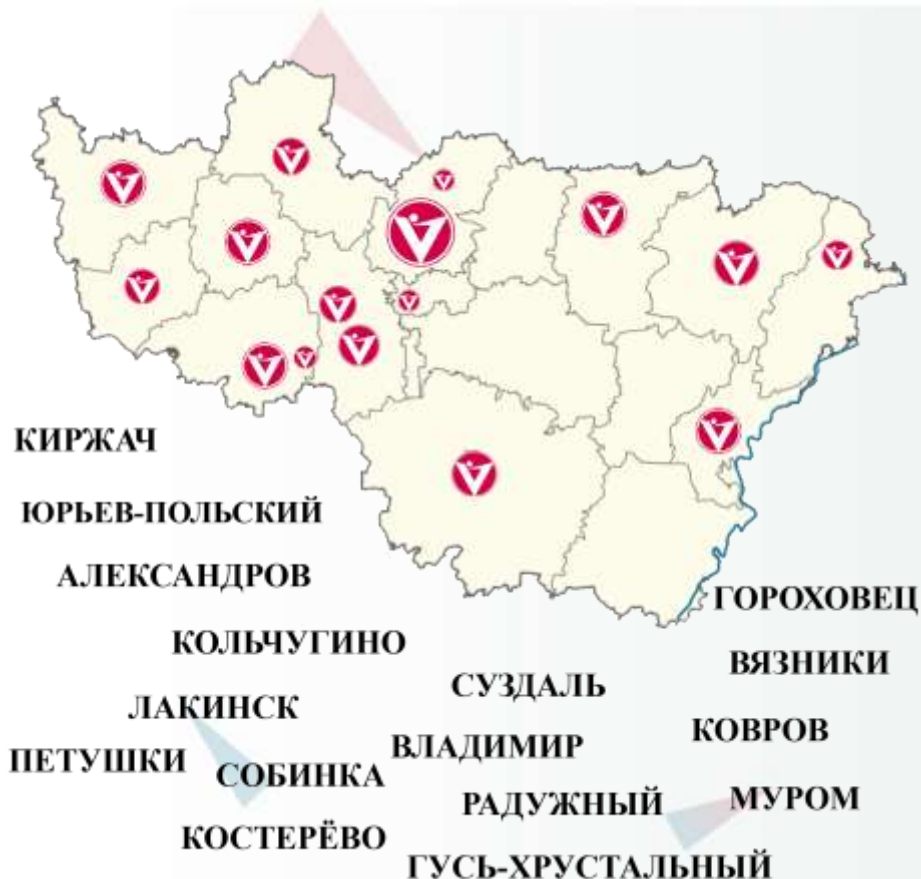 КИРЖАЧ
ЮРЬЕВ-ПОЛЬСКИЙ
АЛЕКСАНДРОВ
ГОРОХОВЕЦ
КОЛЬЧУГИНО
ВЯЗНИКИ
СУЗДАЛЬ
ЛАКИНСК
КОВРОВ
ВЛАДИМИР
ПЕТУШКИ
СОБИНКА
РАДУЖНЫЙ
МУРОМ
КОСТЕРЁВО
ГУСЬ-ХРУСТАЛЬНЫЙ